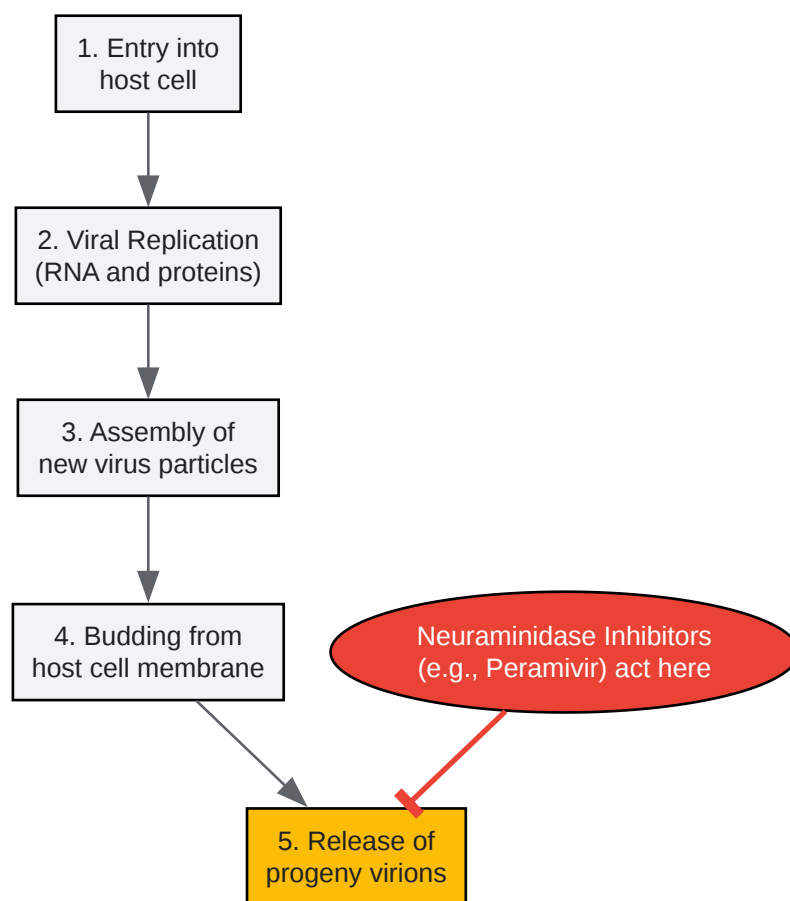 1. Entry into
host cell
2. Viral Replication
(RNA and proteins)
3. Assembly of
new virus particles
4. Budding from
host cell membrane
Neuraminidase Inhibitors
(e.g., Peramivir) act here
5. Release of
progeny virions